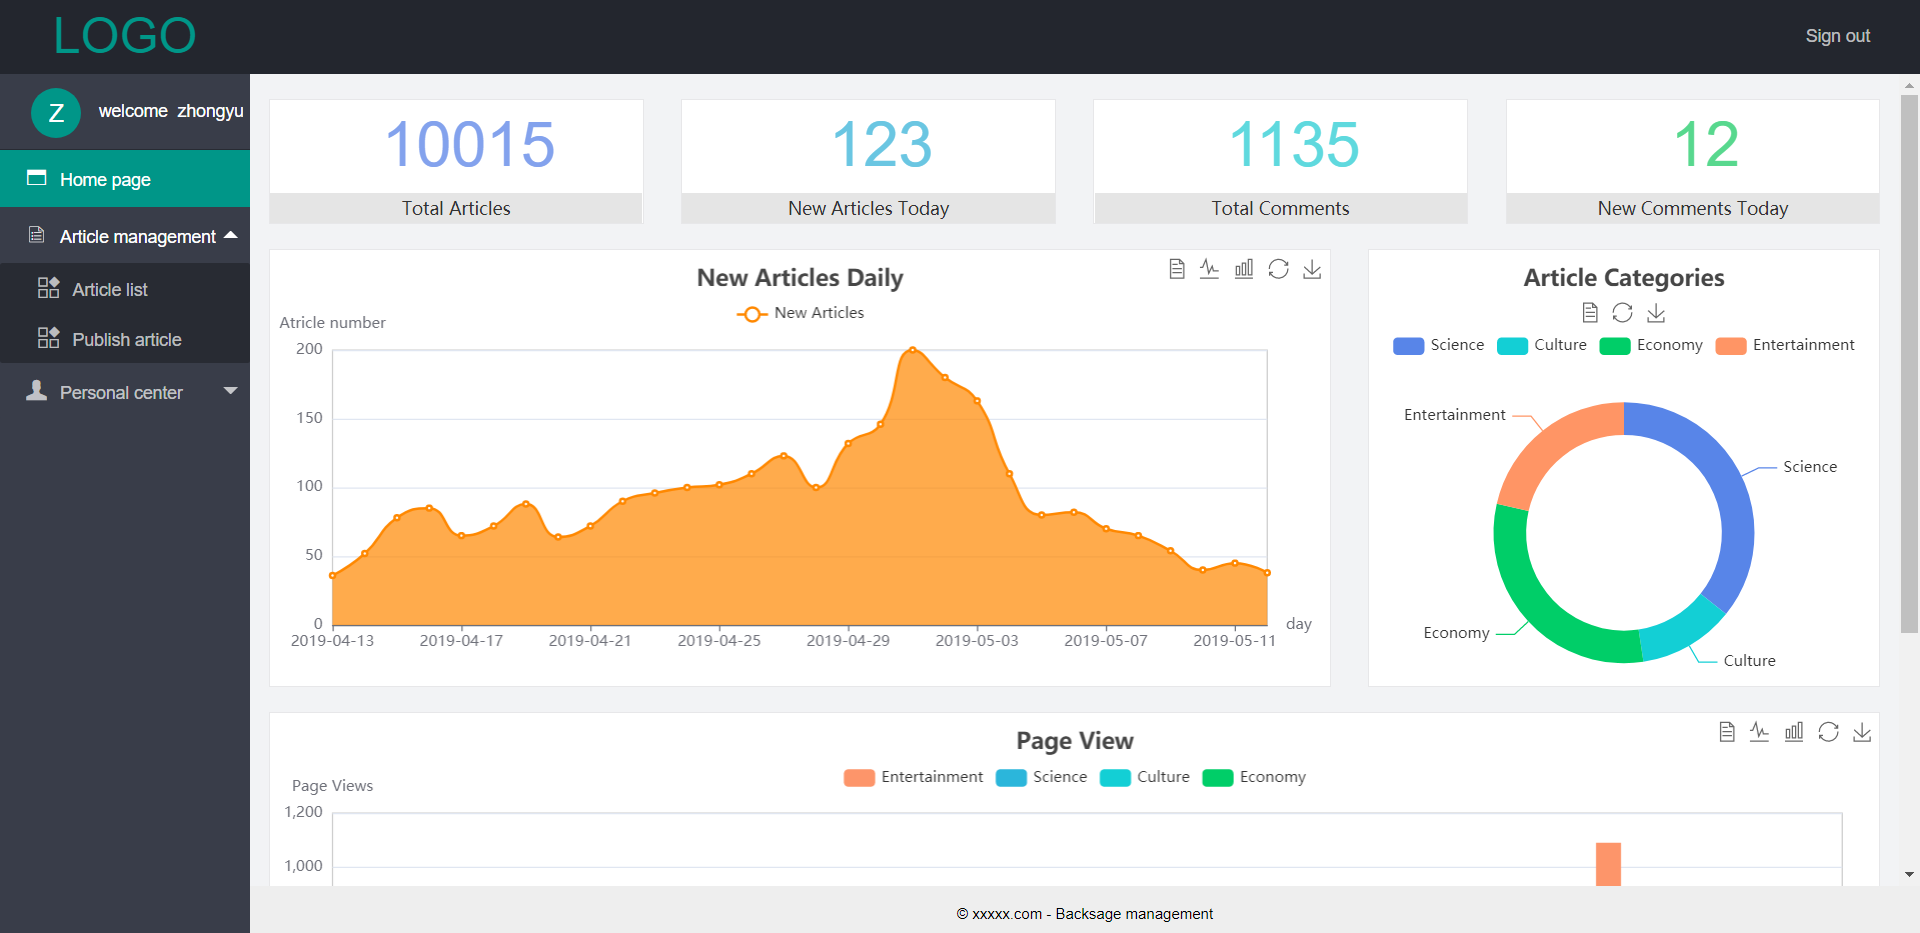 LOGO
Sign out
Z
welcome zhongyu
Home page
Article management
Article list
Publish article
Personal center
10015
Total Articles
123
New Articles Today
1135
Total Comments
12
New Comments Today
New Articles Daily
New Articles
Atricle number
200
150
100
50
0
2019-04-13 2019-04-17 2019-04-21 2019-04-25 2019-04-29 2019-05-03 2019-05-07 2019-05-11
day
Article Categories
Science Culture Economy Entertainment
Entertainment
Science
Economy
Culture
Page View
Entertainment Science Culture Economy
Page Views
1,200
1,000
© xxxxx.com - Backsage management